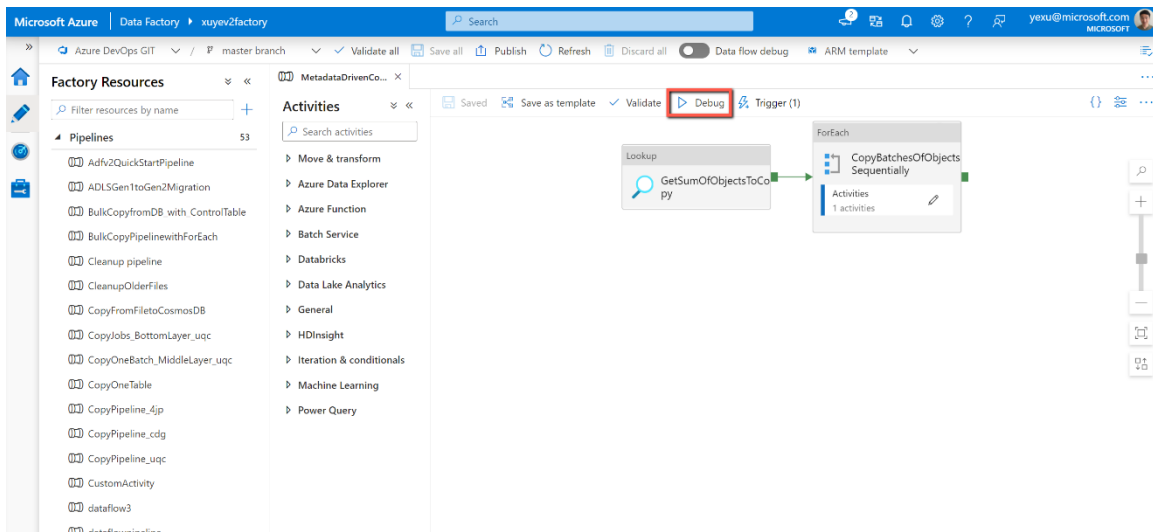 Microsoft Azure Data Factory xuyev2factory Search yexu@microsoft.com
MICROSOFT
Azure DevOps GIT / master branch Validate all Save all Publish Refresh Discard all Data flow debug ARM template
Factory Resources
Filter resources by name
Pipelines 53
Adfv2QuickStartPipeline
ADLSGen1toGen2Migration
BulkCopyfromDB_with_ControlTable
BulkCopyPipelinewithForEach
Cleanup pipeline
CleanupOlderFiles
CopyFromFiletoCosmosDB
CopyJobs_BottomLayer_uqc
CopyOneBatch_MiddleLayer_uqc
CopyOneTable
CopyPipeline_4jp
CopyPipeline_cdg
CopyPipeline_uqc
CustomActivity
dataflow3
MetadataDrivenCo...
Activities
Search activities
Move & transform
Azure Data Explorer
Azure Function
Batch Service
Databricks
Data Lake Analytics
General
HDInsight
Iteration & conditionals
Machine Learning
Power Query
Saved Save as template Validate Debug Trigger (1)
Lookup
GetSumOfObjectsToCo
py
ForEach
CopyBatchesOfObjects
Sequentially
Activities
1 activities